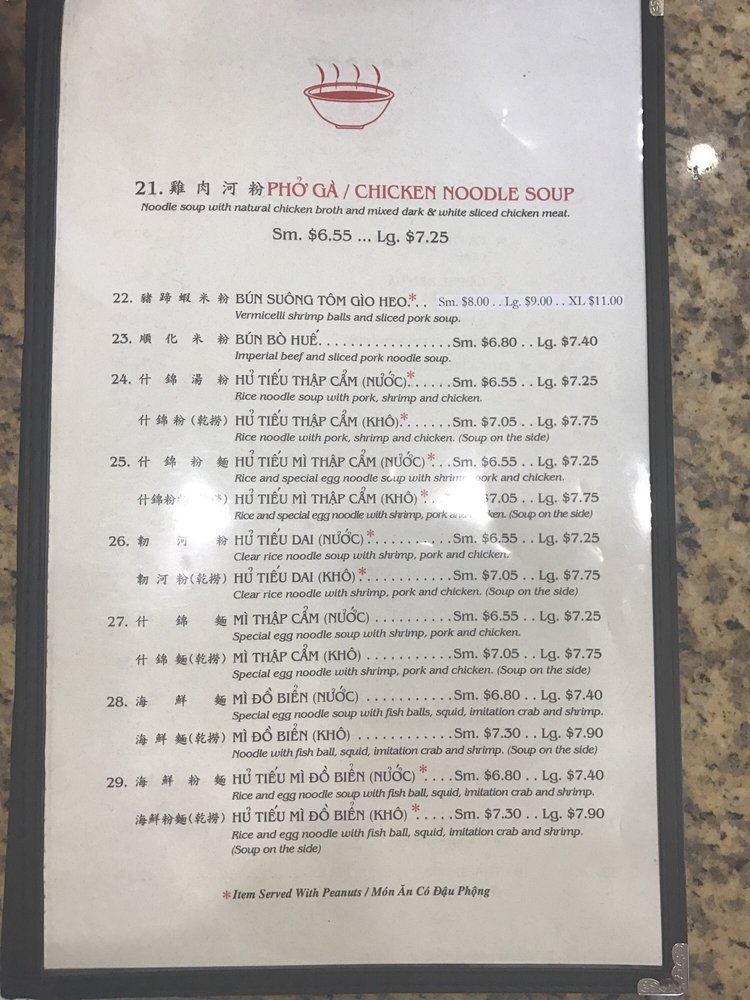 21. 雞肉河粉 PHỞ GÀ / CHICKEN NOODLE SOUP
Noodle soup with natural chicken broth and mixed dark & white sliced chicken meat.
Sm. $6.55 ... Lg. $7.25
22. 豬蹄蝦米粉 BÚN SUÔNG TÔM GÌO HEO.*.. Sm. $8.00 . . Lg. $9.00 . . XL $11.00
Vermicelli shrimp balls and sliced pork soup.
23. 順化米粉 BÚN BÒ HUẾ. . . . . . . . . . . . . . . . .Sm. $6.80 . . Lg. $7.40
Imperial beef and sliced pork noodle soup.
24. 什錦湯粉 HỦ TIẾU THẬP CẨM (NƯỚC).*. . . . .Sm. $6.55 . . Lg. $7.25
Rice noodle soup with pork, shrimp and chicken.
什錦粉(乾撈) HỦ TIẾU THẬP CẨM (KHÔ).*. . . . . .Sm. $7.05 . . Lg. $7.75
Rice noodle with pork, shrimp and chicken. (Soup on the side)
25. 什錦粉麵 HỦ TIẾU MÌ THẬP CẨM (NƯỚC)*. . .Sm. $6.55 . . Lg. $7.25
Rice and special egg noodle soup with shrimp, pork and chicken.
什錦粉 HỦ TIẾU MÌ THẬP CẨM (KHÔ) *. . $7.05 . . Lg. $7.75
Rice and special egg noodle with shrimp, pork (Soup on the side)
26. 韌河粉 HỦ TIẾU DAI (NƯỚC) *. . . . . . . . . .Sm. $6.55 . . Lg. $7.25
Clear rice noodle soup with shrimp, pork and chicken.
韌河粉(乾撈) HỦ TIẾU DAI (KHÔ).*. . . . . . . . . . .Sm. $7.05 . . Lg. $7.75
Clear rice noodle with shrimp, pork and chicken. (Soup on the side)
27. 什錦麵 MÌ THẬP CẨM (NƯỚC) . . . . . . . . . .Sm. $6.55 . . Lg. $7.25
Special egg noodle soup with shrimp, pork and chicken.
什錦麵(乾撈) MÌ THẬP CẨM (KHÔ) . . . . . . . . . . .Sm. $7.05 . . Lg. $7.75
Special egg noodle with shrimp, pork and chicken. (Soup on the side)
28. 海鮮麵 MÌ ĐỒ BIỂN (NƯỚC) . . . . . . . . . . .Sm. $6.80 . . Lg. $7.40
Special egg noodle soup with fish balls, squid, imitation crab and shrimp.
海鮮麵(乾撈) MÌ ĐỒ BIỂN (KHÔ) . . . . . . . . . . . .Sm. $7.30 . . Lg. $7.90
Noodle with fish ball, squid, imitation crab and shrimp. (Soup on the side)
29. 海鮮粉麵 HỦ TIẾU MÌ ĐỒ BIỂN (NƯỚC) *. . . .Sm. $6.80 . . Lg. $7.40
Rice and egg noodle soup with fish ball, squid, imitation crab and shrimp.
海鮮粉麵(乾撈) HỦ TIẾU MÌ ĐỒ BIỂN (KHÔ) *. . . . .Sm. $7.30 . . Lg. $7.90
Rice and egg noodle with fish ball, squid, imitation crab and shrimp.
(Soup on the side)
*Item Served With Peanuts / Món Ăn Có Đậu Phộng